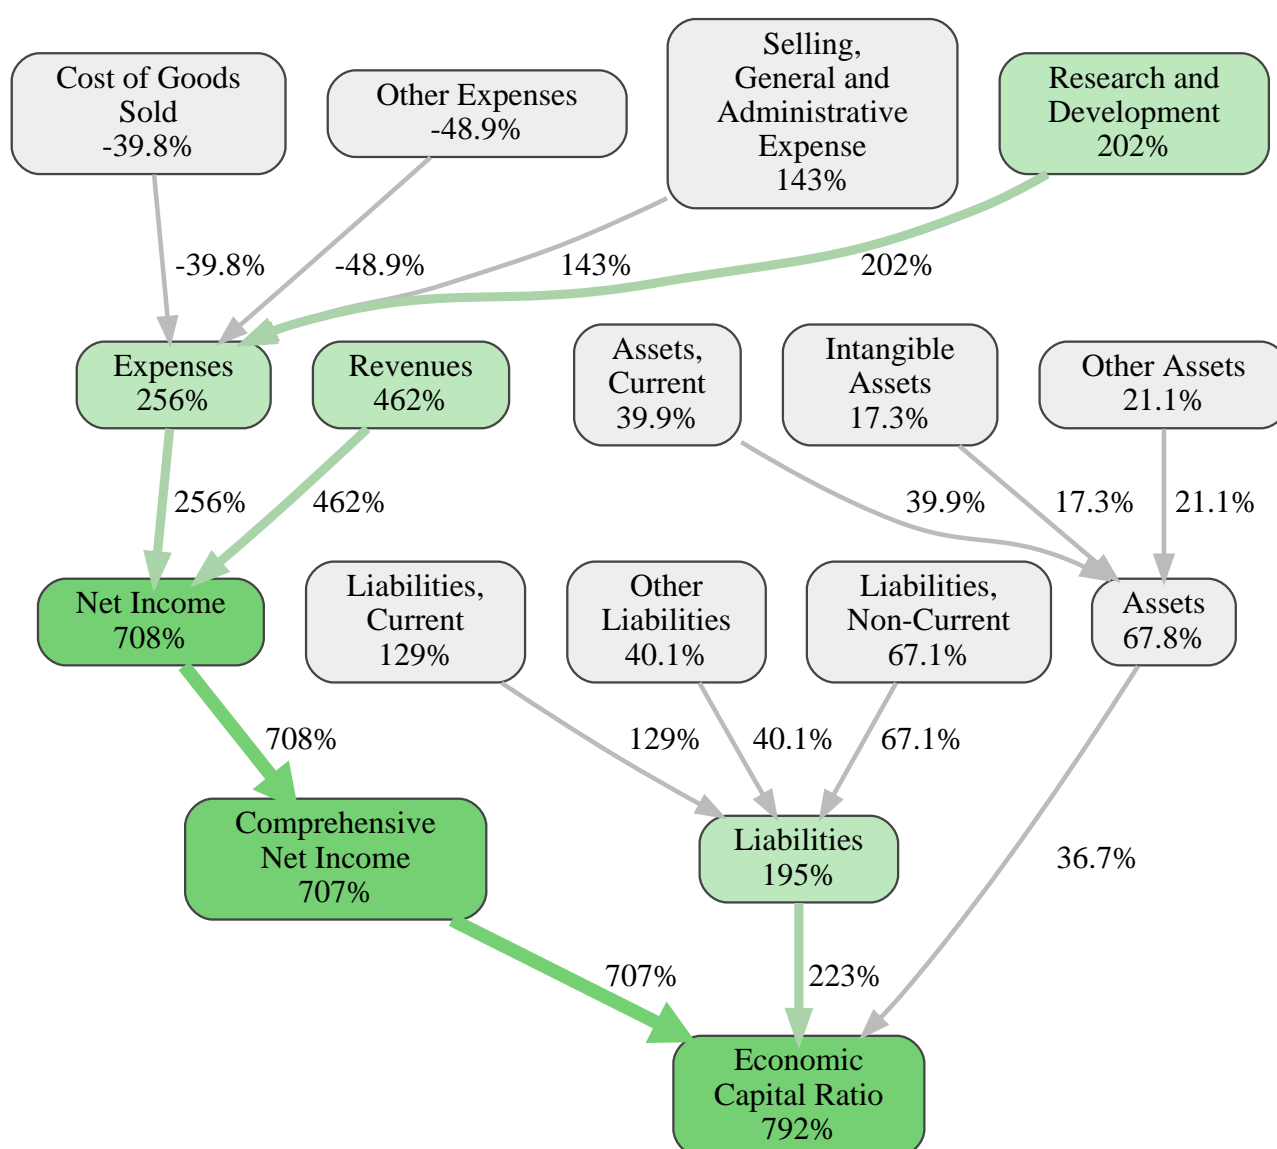 Cost of Goods
Sold
-39.8%
Other Expenses
-48.9%
Selling,
General and
Administrative
Expense
143%
Research and
Development
202%
-39.8%
-48.9%
143%
202%
Expenses
256%
Revenues
462%
Assets,
Current
39.9%
Intangible
Assets
17.3%
Other Assets
21.1%
256%
462%
39.9%
17.3%
21.1%
Net Income
708%
Liabilities,
Current
129%
Other
Liabilities
40.1%
Liabilities,
Non-Current
67.1%
Assets
67.8%
708%
129%
40.1%
67.1%
Comprehensive
Net Income
707%
Liabilities
195%
36.7%
707%
223%
Economic
Capital Ratio
792%